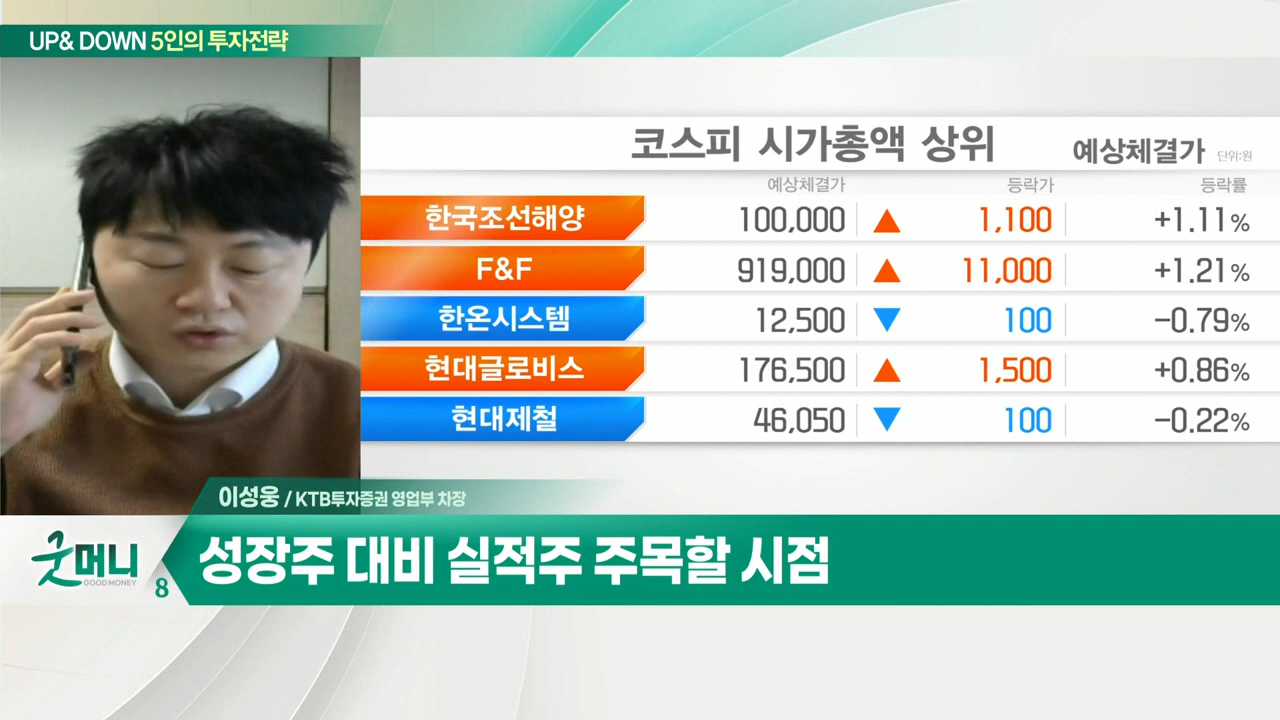 UP& DOWN 5인의 투자전략
코스피 시가총액 상위 예상체결가 단위:원
예상체결가 등락가 등락률
한국조선해양 100,000 ▲ 1,100 +1.11%
F&F 919,000 ▲ 11,000 +1.21%
한온시스템 12,500 ▼ 100 -0.79%
현대글로비스 176,500 ▲ 1,500 +0.86%
현대제철 46,050 ▼ 100 -0.22%
이성웅 / KTB투자증권 영업부 차장
굿머니 GOOD MONEY 8
성장주 대비 실적주 주목할 시점